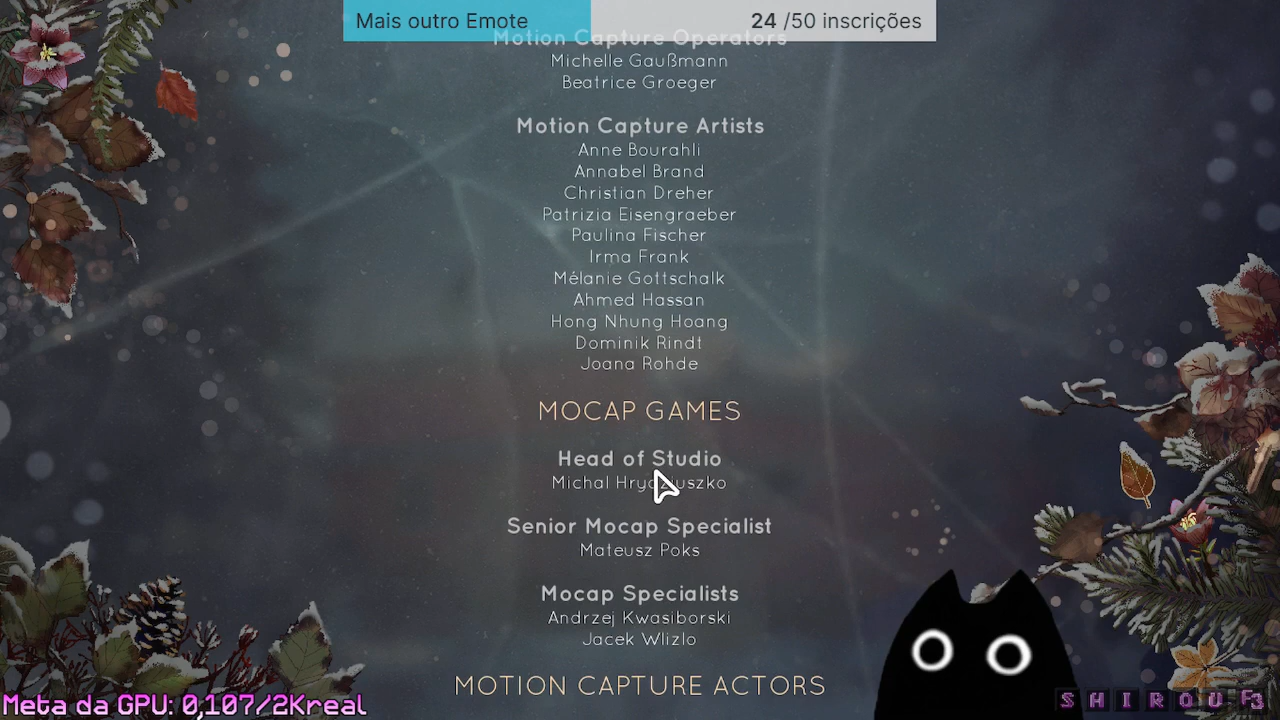 Mais outro Emote
24 /50 inscrições
Motion Capture Operators
Michelle Gaußmann
Beatrice Groeger
Motion Capture Artists
Anne Bourahli
Annabel Brand
Christian Dreher
Patrizia Eisengraeber
Paulina Fischer
Irma Frank
Mélanie Gottschalk
Ahmed Hassan
Hong Nhung Hoang
Dominik Rindt
Joana Rohde
MOCAP GAMES
Head of Studio
Michal
Senior Mocap Specialist
Mateusz Poks
Mocap Specialists
Andrzej Kwasiborski
Jacek Wlizlo
MOTION CAPTURE ACTORS
Meta da GPU: 0,107/2Kreal
SHIROU F3